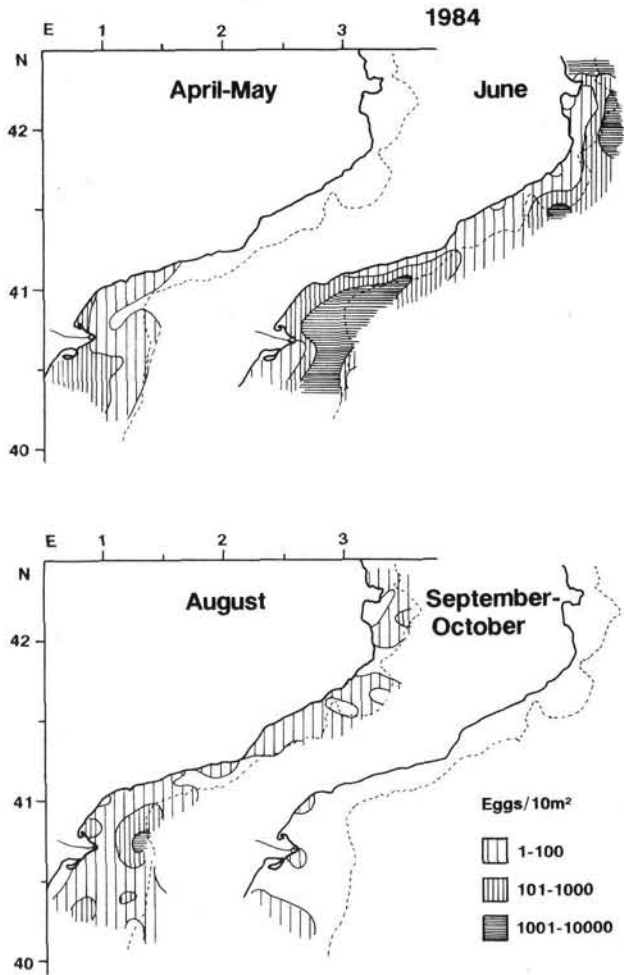 1984
E 1 2 3
N
April-May June
42
41
40
E 1 2 3
N
August September-
October
42
41
40
Eggs/10m²
1-100
101-1000
1001-10000